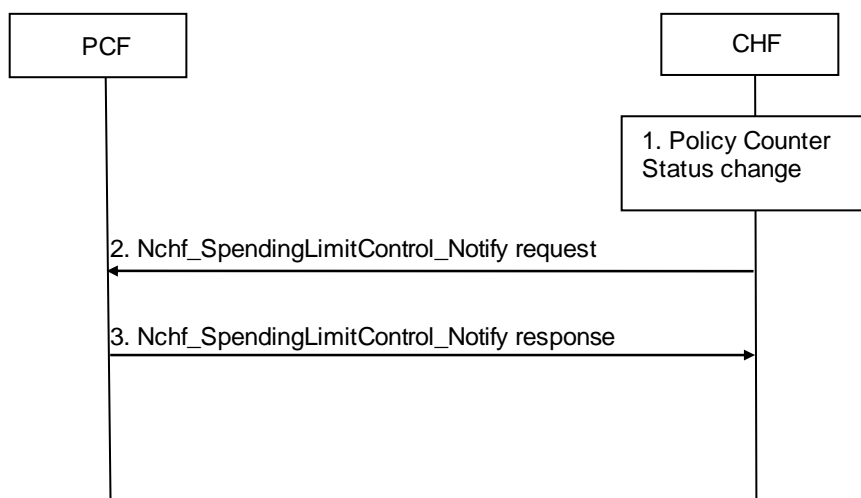 PCF
CHF
1. Policy Counter
Status change
2. Nchf_SpendingLimitControl_Notify request
3. Nchf_SpendingLimitControl_Notify response